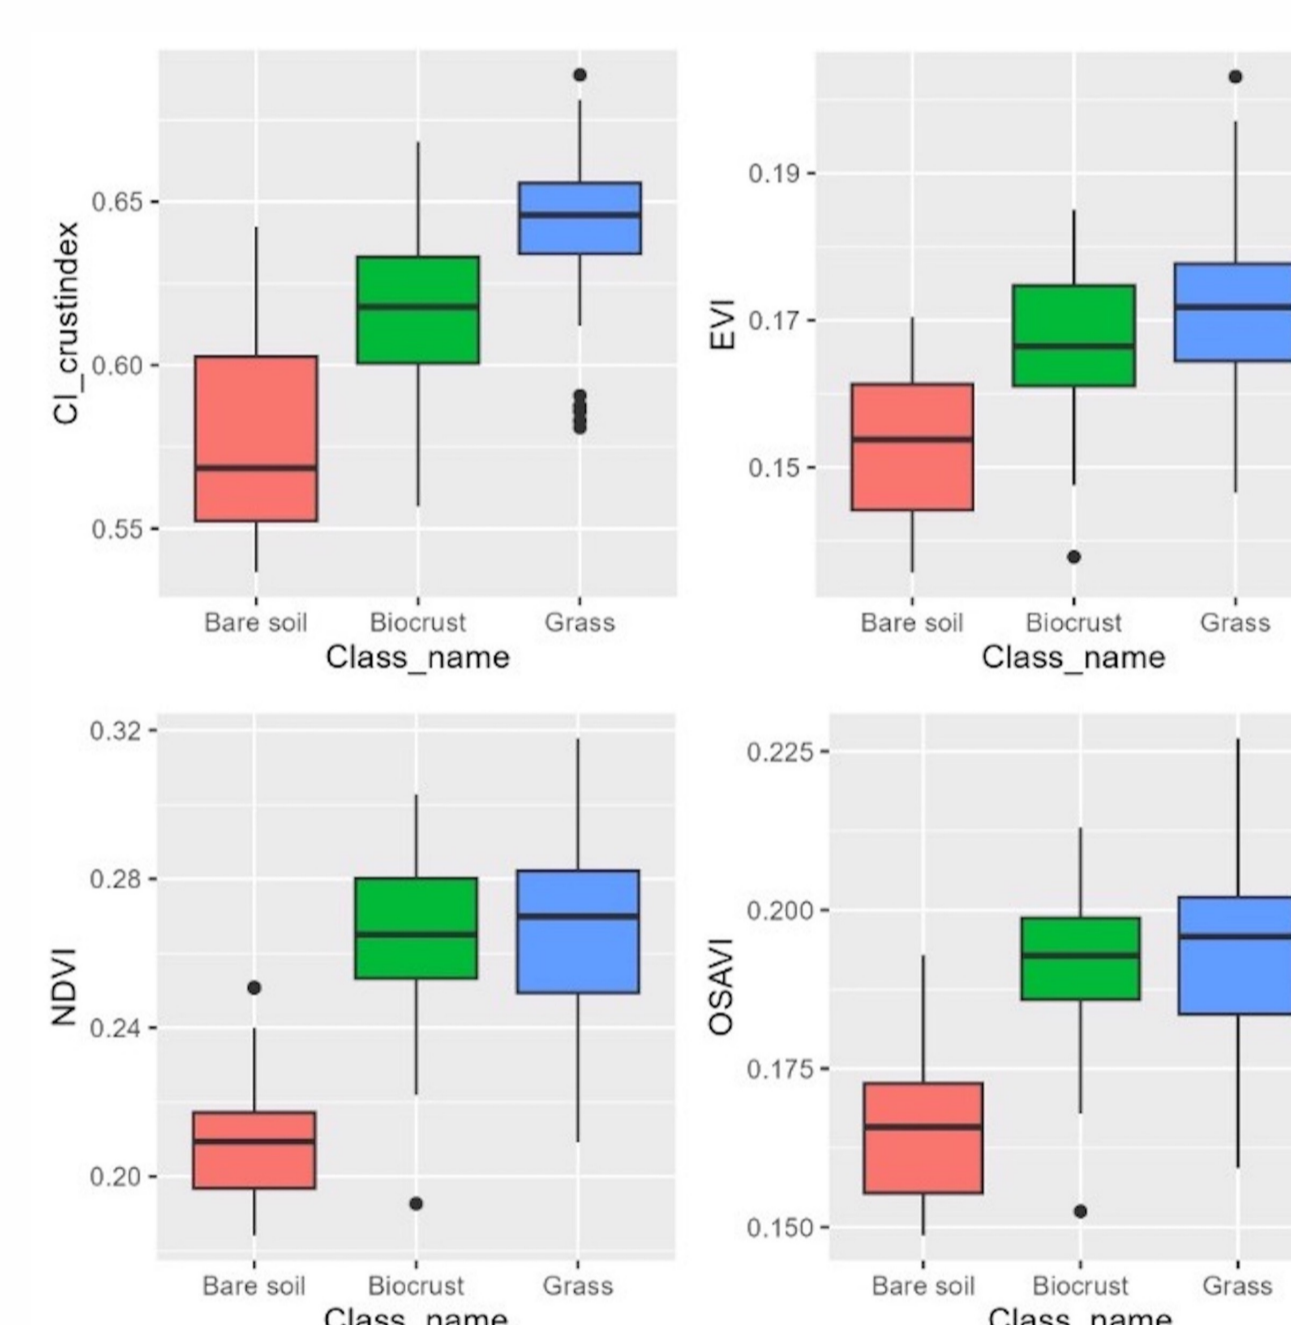 CI_crustindex
0.65
0.60
0.55
Bare soil Biocrust Grass
Class_name
EVI
0.19
0.17
0.15
Bare soil Biocrust Grass
Class_name
NDVI
0.32
0.28
0.24
0.20
Bare soil Biocrust Grass
Class_name
OSAVI
0.225
0.200
0.175
0.150
Bare soil Biocrust Grass
Class_name